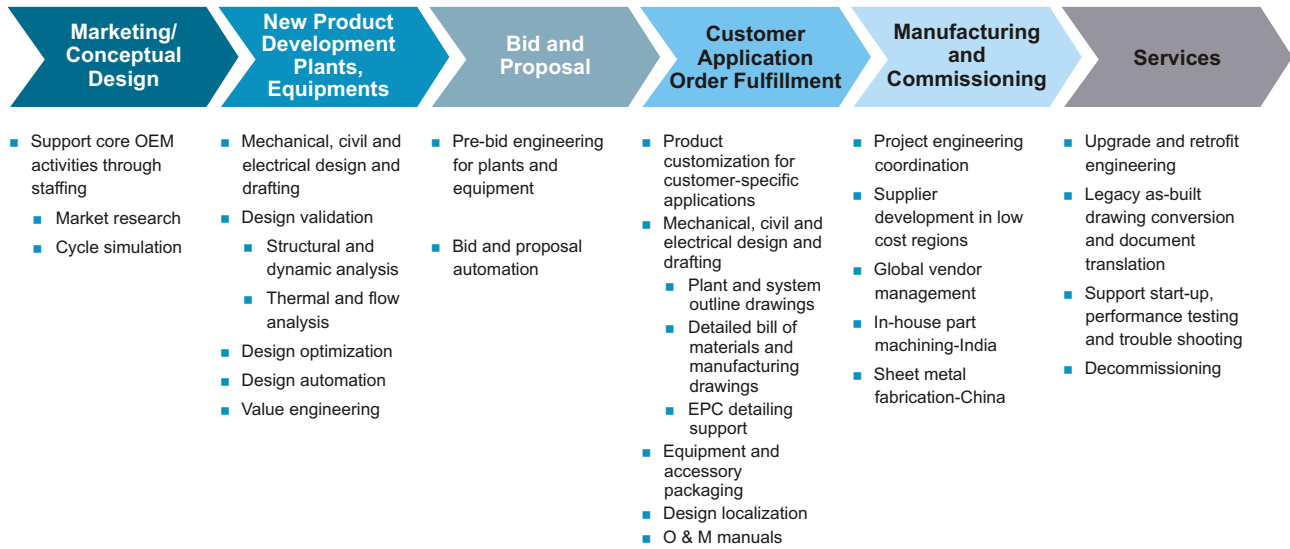 Marketing/
Conceptual
Design
New Product
Development
Plants,
Equipments
Bid and
Proposal
Customer
Application
Order Fulfillment
Manufacturing
and
Commissioning
Services
Support core OEM
activities through
staffing
Market research
Cycle simulation
Mechanical, civil and
electrical design and
drafting
Design validation
Structural and
dynamic analysis
Thermal and flow
analysis
Design optimization
Design automation
Value engineering
Pre-bid engineering
for plants and
equipment
Bid and proposal
automation
Product
customization for
customer-specific
applications
Mechanical, civil and
electrical design and
drafting
Plant and system
outline drawings
Detailed bill of
materials and
manufacturing
drawings
EPC detailing
support
Equipment and
accessory
packaging
Design localization
O & M manuals
Project engineering
coordination
Supplier
development in low
cost regions
Global vendor
management
In-house part
machining-India
Sheet metal
fabrication-China
Upgrade and retrofit
engineering
Legacy as-built
drawing conversion
and document
translation
Support start-up,
performance testing
and trouble shooting
Decommissioning